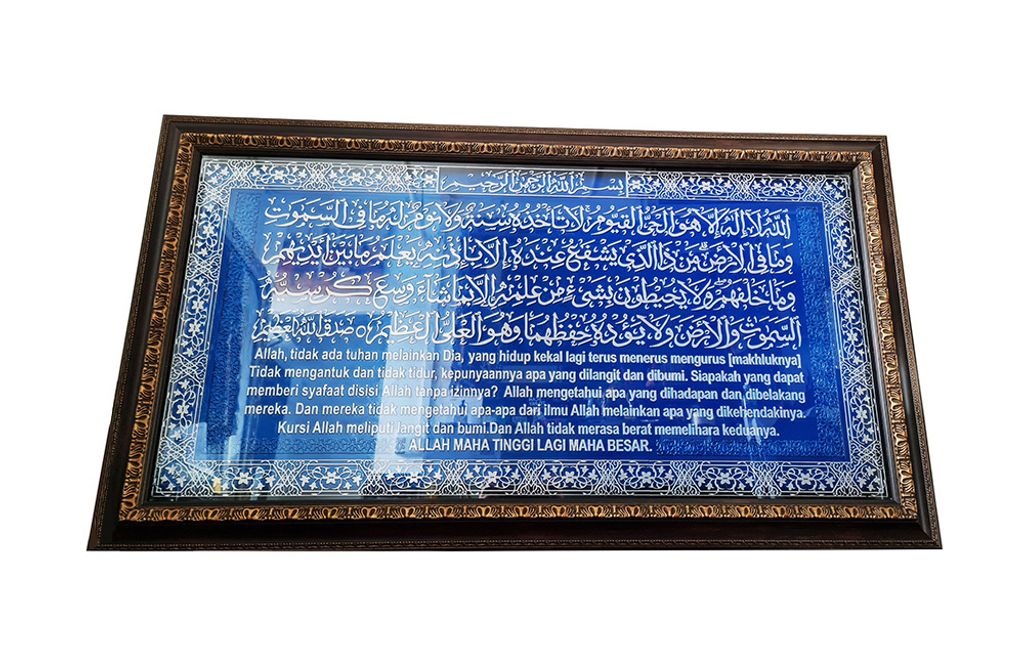 بسم الله الرحمن الرحيم
الله لا إله إلا هو الحي القيوم لا تأخذه سنة ولا نوم له ما في السموت
وما في الأرض من ذا الذي يشفع عنده إلا بإذنه يعلم ما بين أيديهم
وما خلفهم ولا يحيطون بشيء من علمه إلا بما شاء وسع كرسيه
السموت والأرض ولا يؤده حفظهما وهو العلي العظيم صدق الله العظيم
Allah, tidak ada tuhan melainkan Dia, yang hidup kekal lagi terus menerus mengurus [makhluknya]
Tidak mengantuk dan tidak tidur, kepunyaannya apa yang dilangit dan dibumi. Siapakah yang dapat
memberi syafaat disisi Allah tanpa izinnya? Allah mengetahui apa yang dihadapan dan dibelakang
mereka. Dan mereka tidak mengetahui apa-apa dari ilmu Allah melainkan apa yang dikehendakinya.
Kursi Allah meliputi langit dan bumi.Dan Allah tidak merasa berat memelihara keduanya.
ALLAH MAHA TINGGI LAGI MAHA BESAR.